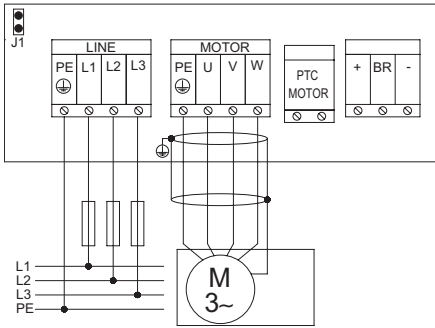 J1
LINE
PE L1 L2 L3
MOTOR
PE U V W
PTC
MOTOR
+ BR -
L1
L2
L3
PE
M
3~